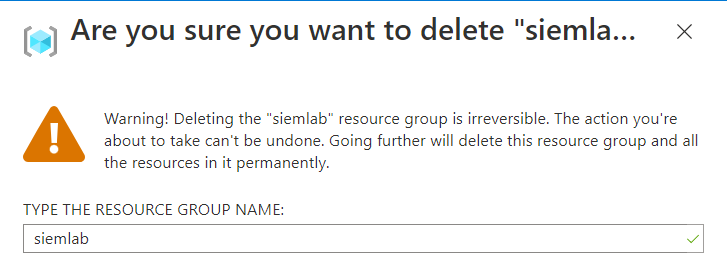 Are you sure you want to delete "siemla...
Warning! Deleting the "siemlab" resource group is irreversible. The action you're
about to take can't be undone. Going further will delete this resource group and all
the resources in it permanently.
TYPE THE RESOURCE GROUP NAME:
siemlab